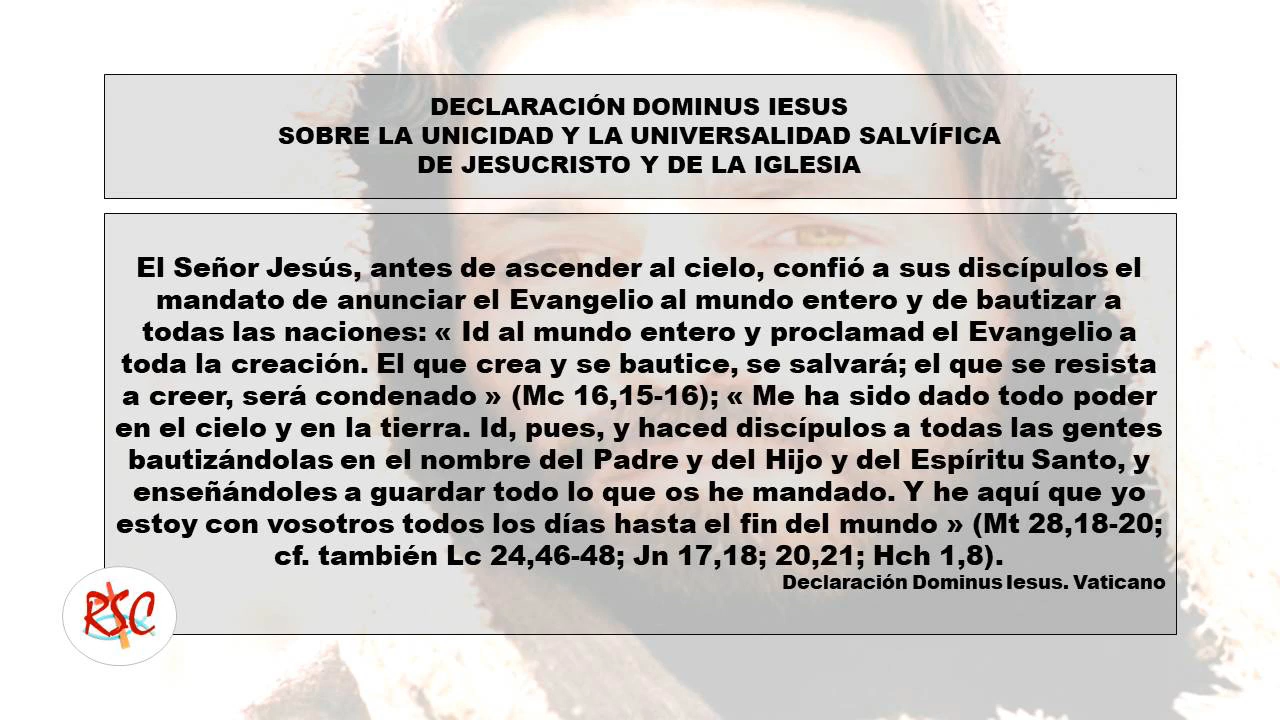 DECLARACIÓN DOMINUS IESUS
SOBRE LA UNICIDAD Y LA UNIVERSALIDAD SALVÍFICA
DE JESUCRISTO Y DE LA IGLESIA
El Señor Jesús, antes de ascender al cielo, confió a sus discípulos el
mandato de anunciar el Evangelio al mundo entero y de bautizar a
todas las naciones: « Id al mundo entero y proclamad el Evangelio a
toda la creación. El que crea y se bautice, se salvará; el que se resista
a creer, será condenado » (Mc 16,15-16); « Me ha sido dado todo poder
en el cielo y en la tierra. Id, pues, y haced discípulos a todas las gentes
bautizándolas en el nombre del Padre y del Hijo y del Espíritu Santo, y
enseñándoles a guardar todo lo que os he mandado. Y he aquí que yo
estoy con vosotros todos los días hasta el fin del mundo » (Mt 28,18-20;
cf. también Lc 24,46-48; Jn 17,18; 20,21; Hch 1,8).
Declaración Dominus Iesus. Vaticano
RSC